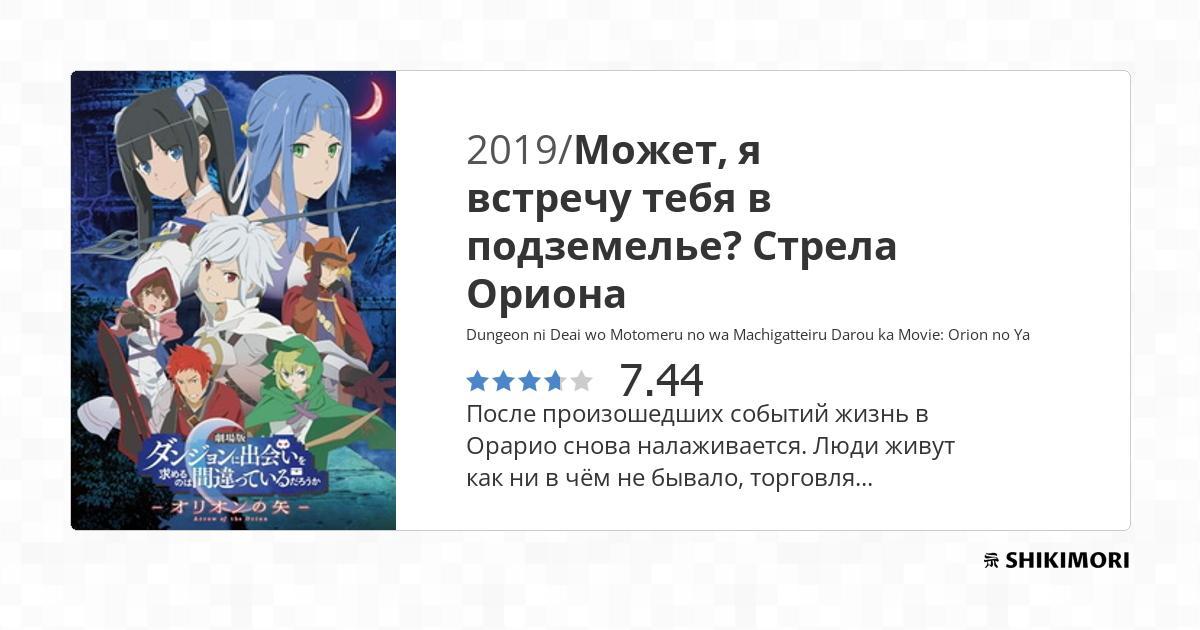 2019/Может, я
встречу тебя в
подземелье? Стрела
Ориона
Dungeon ni Deai wo Motomeru no wa Machigatteiru Darou ka Movie: Orion no Ya
7.44
После произошедших событий жизнь в
Орарио снова налаживается. Люди живут
как ни в чём не бывало, торговля...
劇場版
ダンジョンに出会いを
求めるのは間違っているだろうか
－オリオンの矢－
Arrow of the Orion
SHIKIMORI